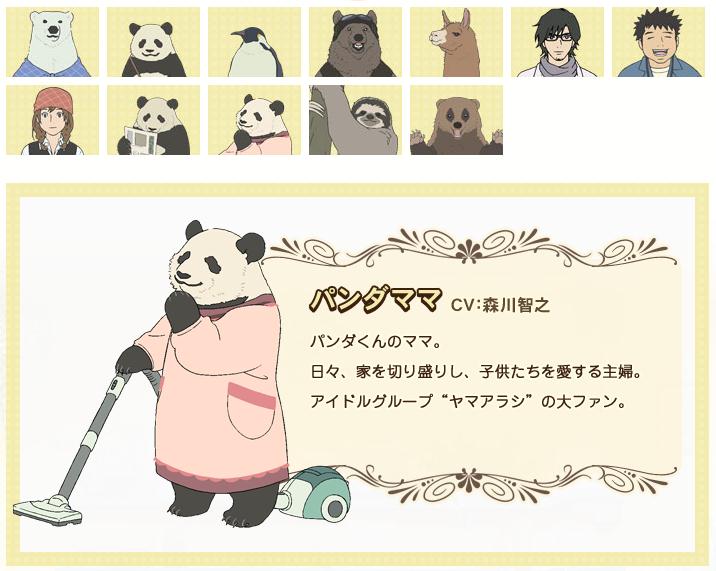 パンダママ CV:森川智之
パンダくんのママ。
日々、家を切り盛りし、子供たちを愛する主婦。
アイドルグループ“ヤマアラシ”の大ファン。